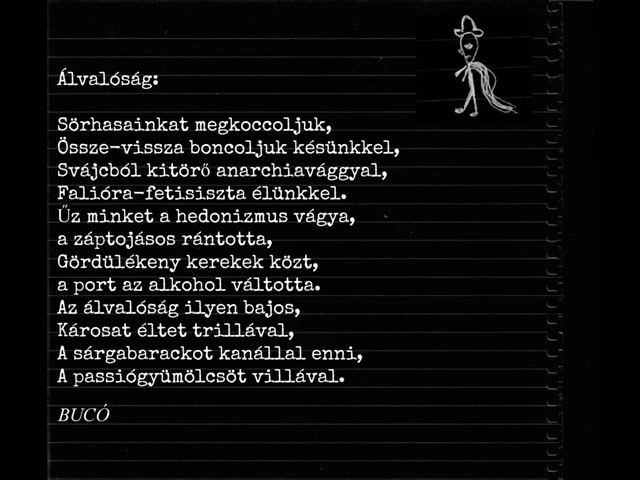 Álvalóság:
Sörhasainkat megkoccoljuk,
Össze-vissza boncoljuk késünkkel,
Svájcból kitörő anarchiavággyal,
Falióra-fetisiszta élünkkel.
Űz minket a hedonizmus vágya,
a záptojásos rántotta,
Gördülékeny kerekek közt,
a port az alkohol váltotta.
Az álvalóság ilyen bajos,
Károsat éltet trillával,
A sárgabarackot kanállal enni,
A passiógyümölcsöt villával.
BUCÓ